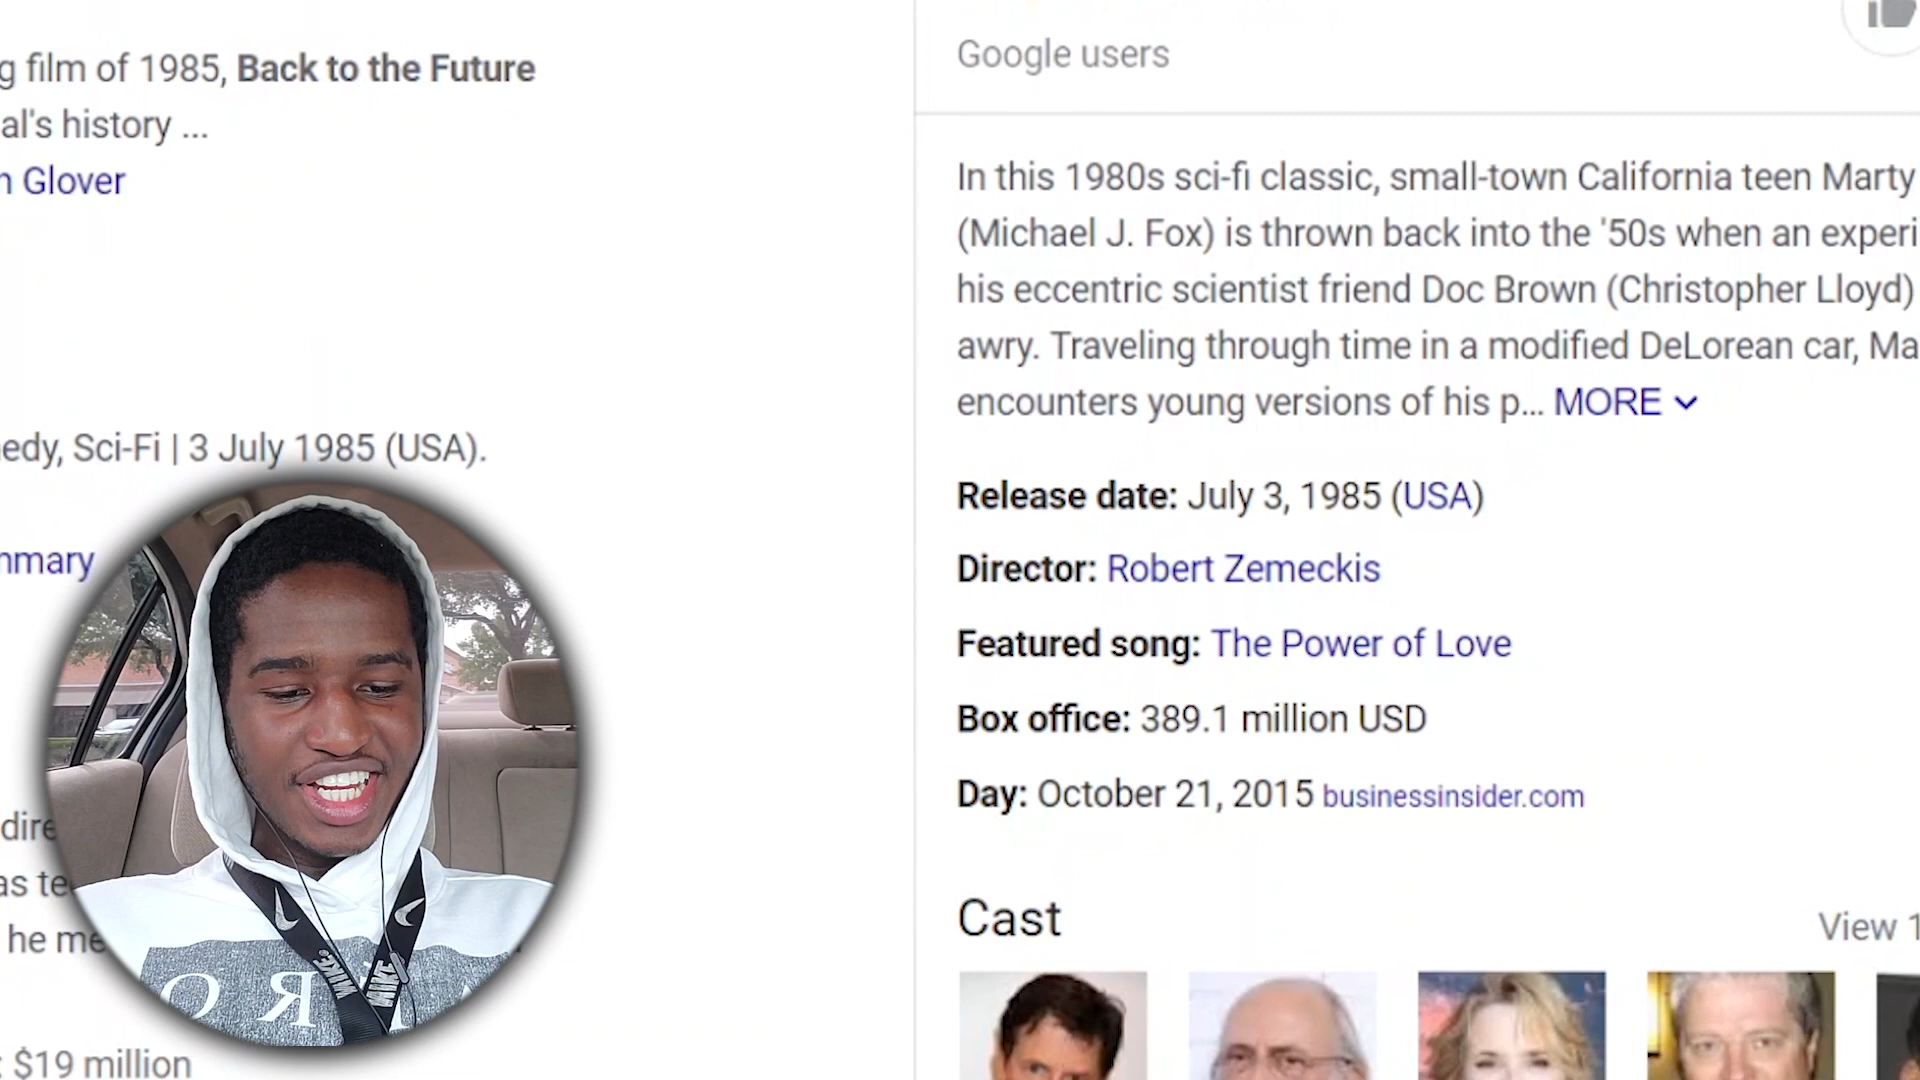 g film of 1985, Back to the Future
al's history ...
n Glover
edy, Sci-Fi | 3 July 1985 (USA).
nmary
dire
as te
he me
: $19 million
Google users
In this 1980s sci-fi classic, small-town California teen Marty
(Michael J. Fox) is thrown back into the '50s when an experi
his eccentric scientist friend Doc Brown (Christopher Lloyd)
awry. Traveling through time in a modified DeLorean car, Ma
encounters young versions of his p... MORE
Release date: July 3, 1985 (USA)
Director: Robert Zemeckis
Featured song: The Power of Love
Box office: 389.1 million USD
Day: October 21, 2015 businessinsider.com
Cast
View 1
NIKE
NIKE